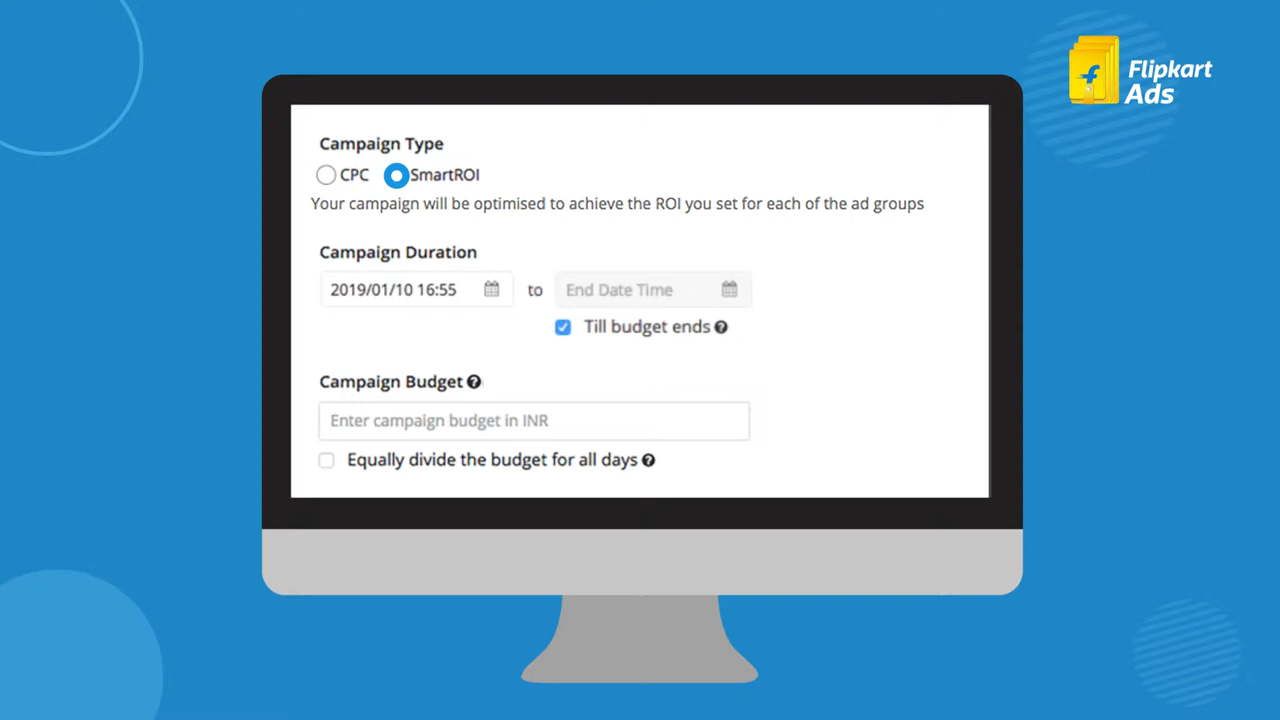 Flipkart
Ads
Campaign Type
CPC SmartROI
Your campaign will be optimised to achieve the ROI you set for each of the ad groups
Campaign Duration
2019/01/10 16:55 to End Date Time
Till budget ends ?
Campaign Budget ?
Enter campaign budget in INR
Equally divide the budget for all days ?